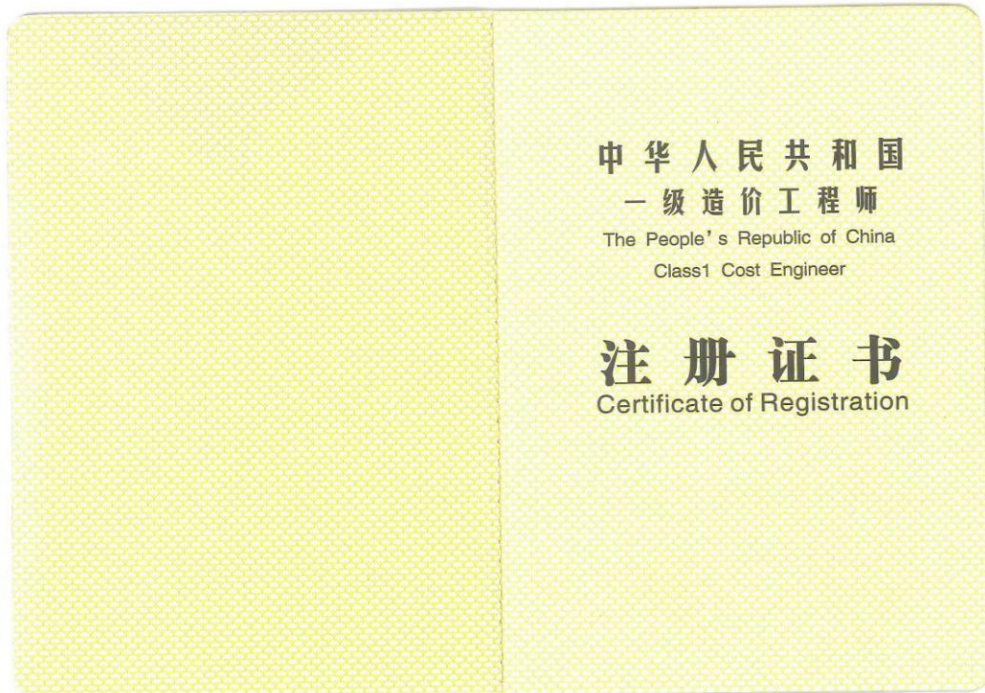 中华人民共和国
一级造价工程师
The People's Republic of China
Class1 Cost Engineer
注册证书
Certificate of Registration